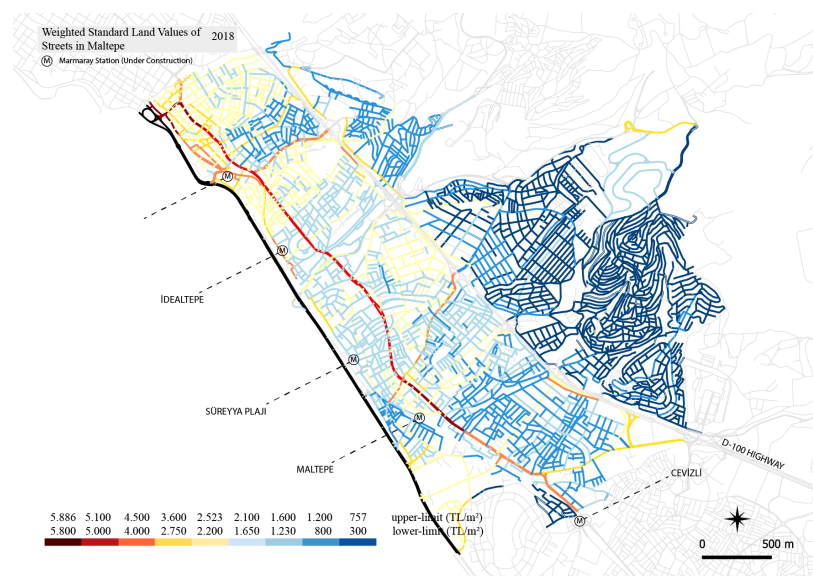 Weighted Standard Land Values of 2018
Streets in Maltepe
M Marmaray Station (Under Construction)
M
M
İDEALTEPE
M
SÜREYYA PLAJI
M
MALTEPE
D-100 HIGHWAY
CEVİZLİ
M
5.886 5.100 4.500 3.600 2.523 2.100 1.600 1.200 757 upper-limit (TL/m²)
5.800 5.000 4.000 2.750 2.200 1.650 1.230 800 300 lower-limit (TL/m²)
0 500 m